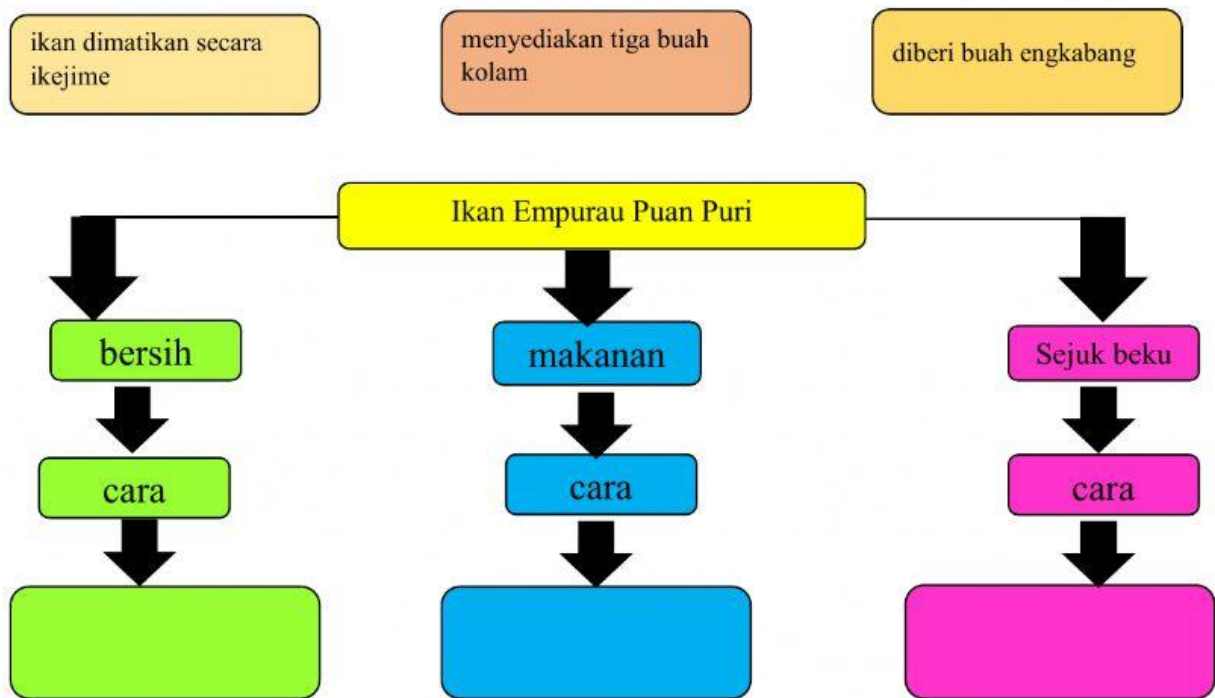 ikan dimatikan secara
ikejime
menyediakan tiga buah
kolam
diberi buah engkabang
Ikan Empurau Puan Puri
bersih
makanan
Sejuk beku
cara
cara
cara